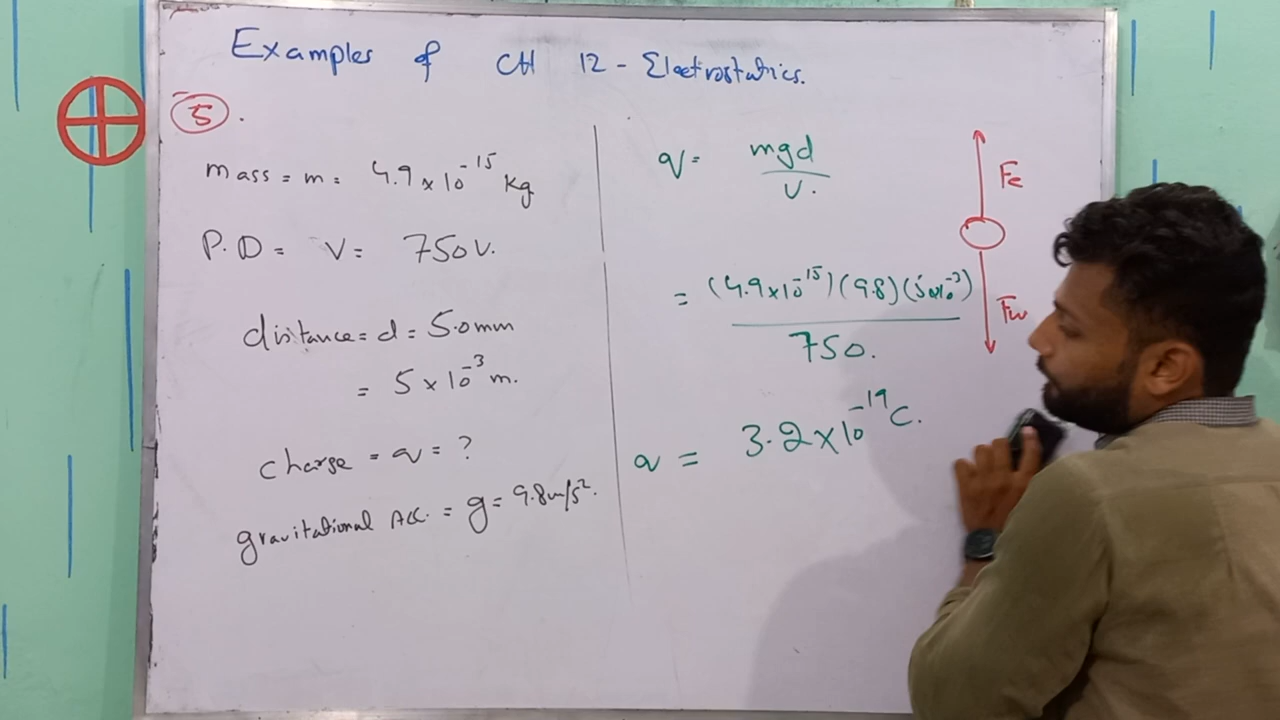 Examples of CH 12 - Electrostatics.
5.
mass = m = 4.9 x 10^-15 Kg
P.D = V = 750 V.
distance = d = 5.0mm
= 5 x 10^-3 m.
charge = q = ?
gravitational Acc. = g = 9.8 m/s².
q = mgd / V.
= (4.9x10^-15)(9.8)(5x10^-3) / 750.
q = 3.2 x 10^-19 C.
Fe
Fw